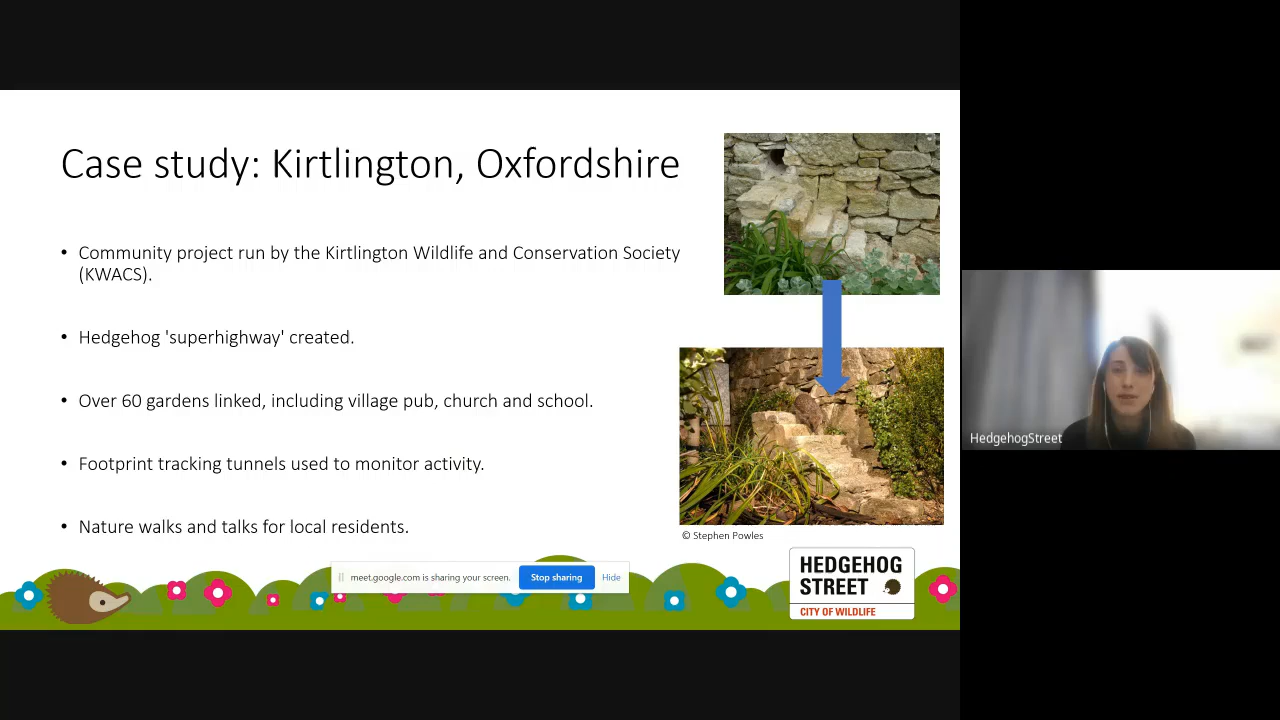 Case study: Kirtlington, Oxfordshire
• Community project run by the Kirtlington Wildlife and Conservation Society
(KWACS).
• Hedgehog 'superhighway' created.
• Over 60 gardens linked, including village pub, church and school.
• Footprint tracking tunnels used to monitor activity.
• Nature walks and talks for local residents.
© Stephen Powles
meet.google.com is sharing your screen.
Stop sharing
Hide
HEDGEHOG
STREET
CITY OF WILDLIFE
HedgehogStreet